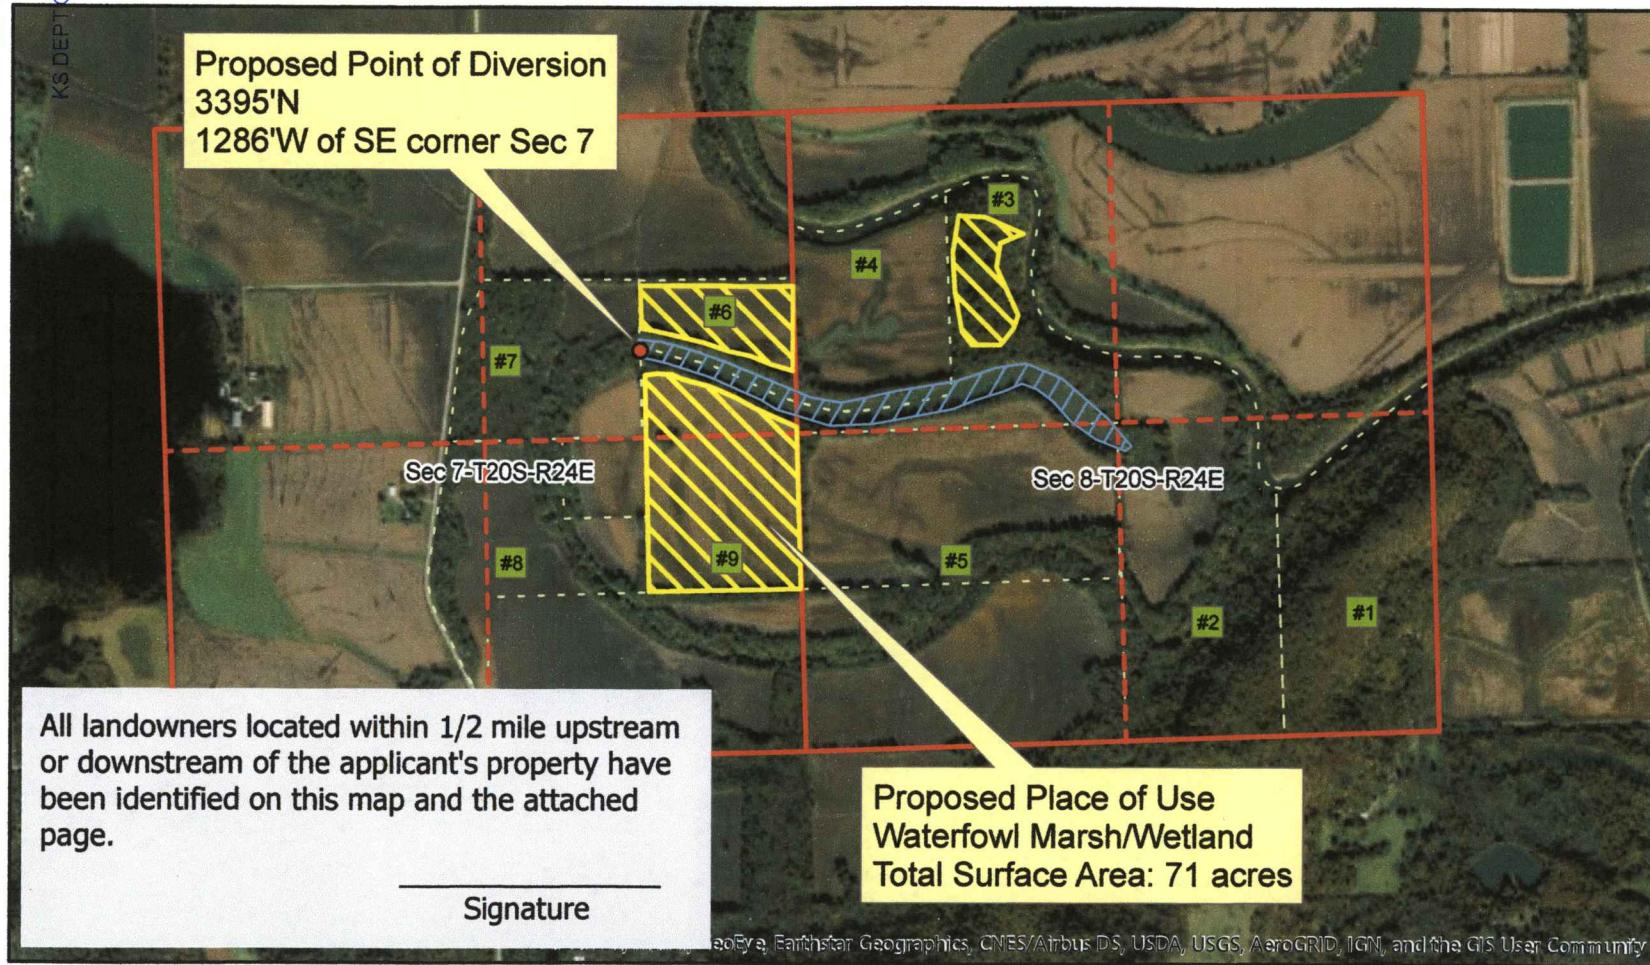 KS DEPT
Proposed Point of Diversion
3395'N
1286'W of SE corner Sec 7
#3
#4
#6
#7
Sec 7-T20S-R24E
Sec 8-T20S-R24E
#8
#9
#5
#2
#1
All landowners located within 1/2 mile upstream
or downstream of the applicant's property have
been identified on this map and the attached
page.
Signature
Proposed Place of Use
Waterfowl Marsh/Wetland
Total Surface Area: 71 acres
eoEye, Earthstar Geographics, CNES/Airbus DS, USDA, USGS, AeroGRID, IGN, and the GIS User Community